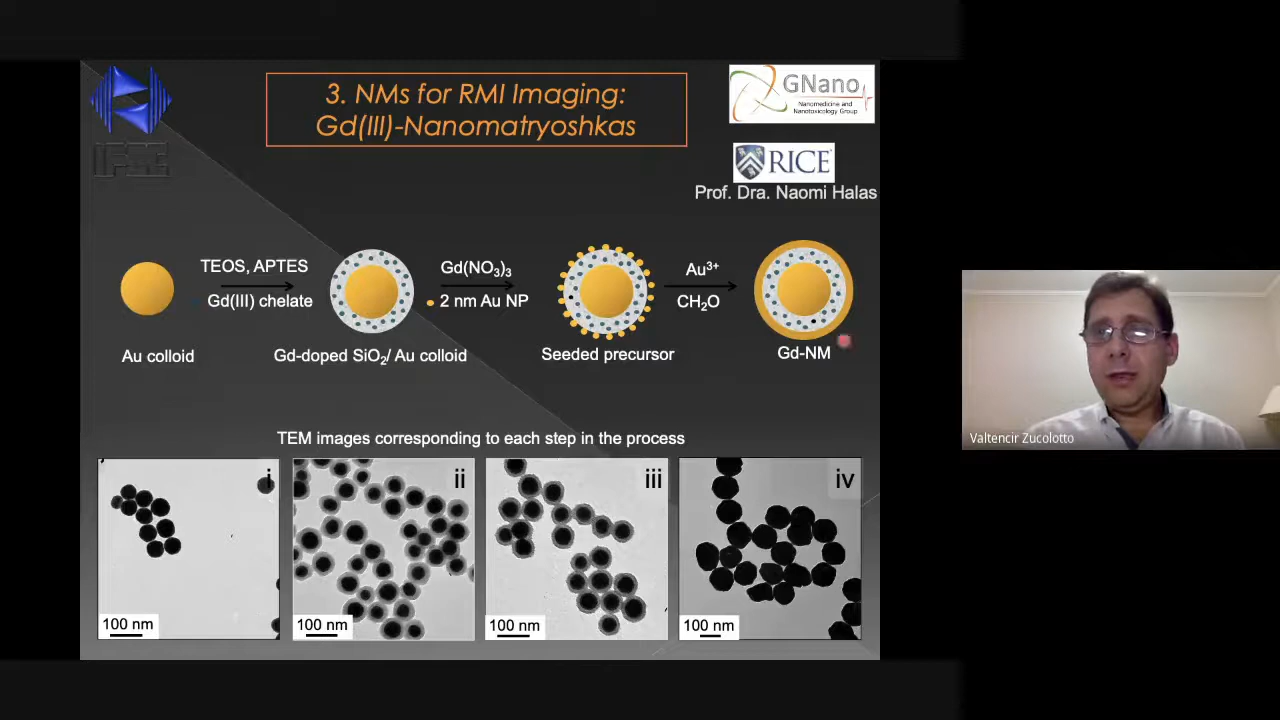 3. NMs for RMI Imaging:
Gd(III)-Nanomatryoshkas
GNano
Nanomedicine and
Nanotoxicology Group
IFSC
RICE
Prof. Dra. Naomi Halas
TEOS, APTES
Gd(III) chelate
Gd(NO₃)₃
2 nm Au NP
Au³⁺
CH₂O
Au colloid
Gd-doped SiO₂/ Au colloid
Seeded precursor
Gd-NM
Valtencir Zucolotto
TEM images corresponding to each step in the process
i
ii
iii
iv
100 nm
100 nm
100 nm
100 nm